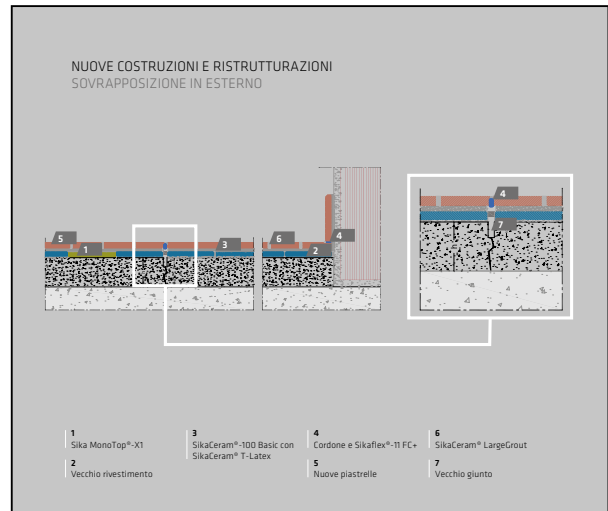 NUOVE COSTRUZIONI E RISTRUTTURAZIONI
SOVRAPPOSIZIONE IN ESTERNO
5
1
3
6
4
2
4
7
1
Sika MonoTop®-X1
2
Vecchio rivestimento
3
SikaCeram®-100 Basic con
SikaCeram® T-Latex
4
Cordone e Sikaflex®-11 FC+
5
Nuove piastrelle
6
SikaCeram® LargeGrout
7
Vecchio giunto